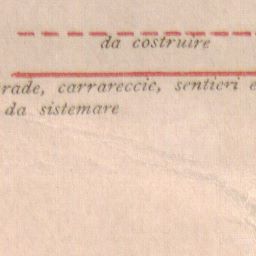 da costruire
rade, carrareccie, sentieri e
da sistemare